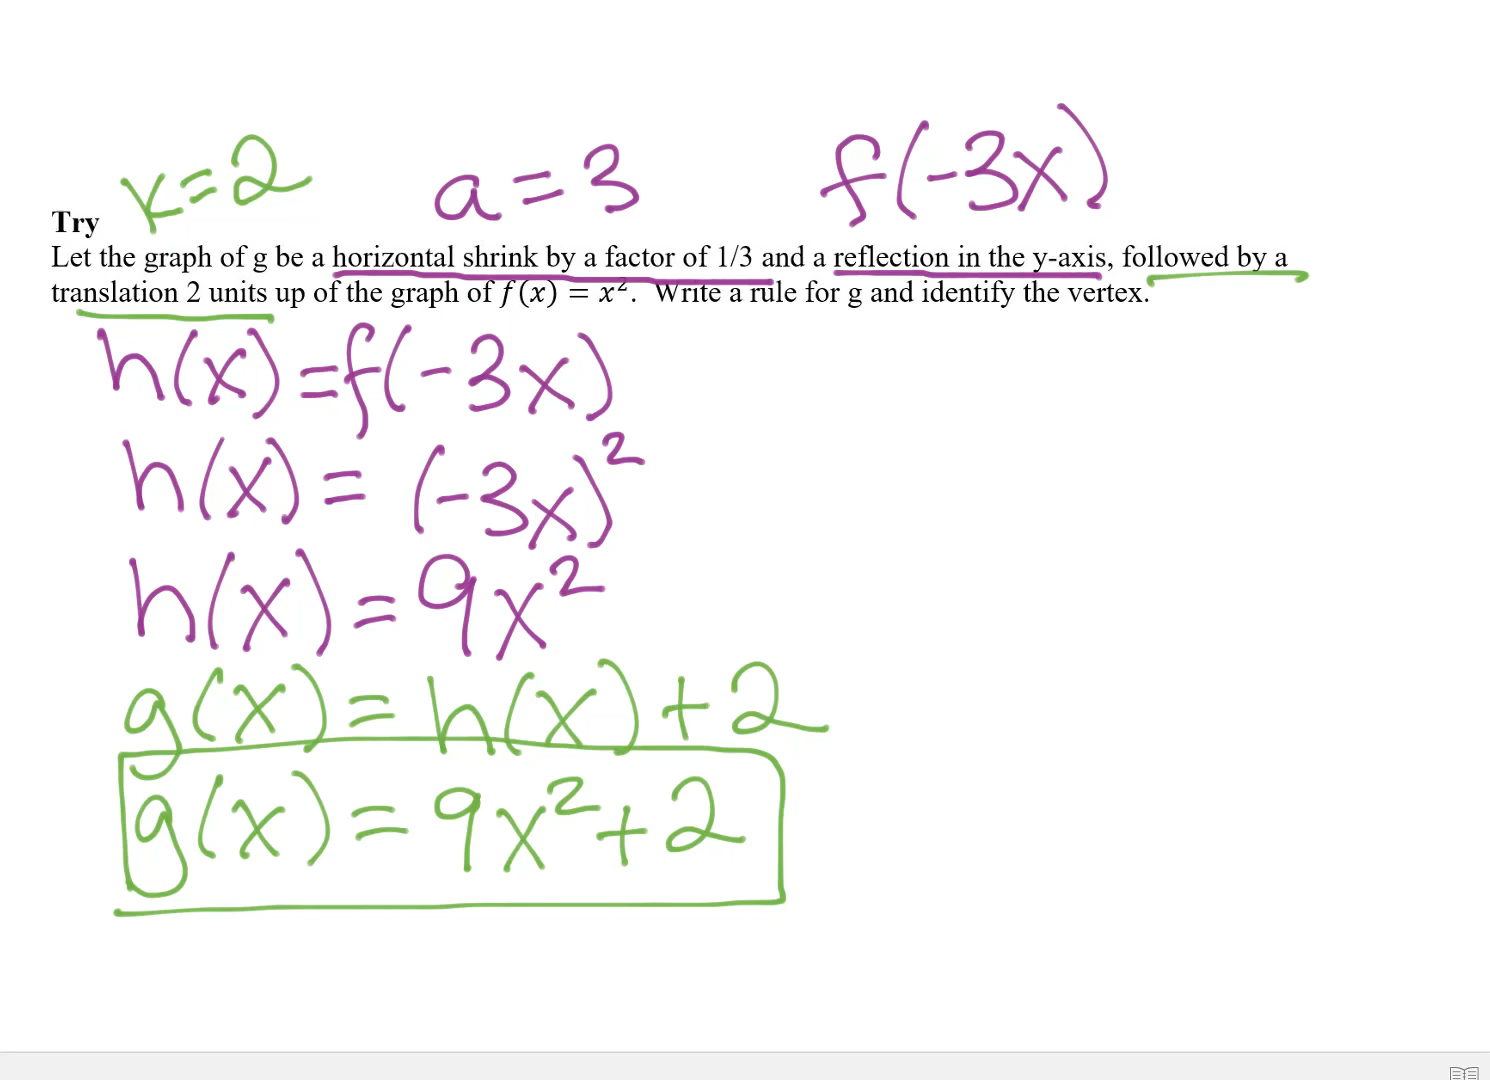 k=2 a=3 f(-3x)
Try
Let the graph of g be a horizontal shrink by a factor of 1/3 and a reflection in the y-axis, followed by a
translation 2 units up of the graph of f(x) = x². Write a rule for g and identify the vertex.
h(x)=f(-3x)
h(x)=(-3x)²
h(x)=9x²
g(x)=h(x)+2
g(x)=9x²+2